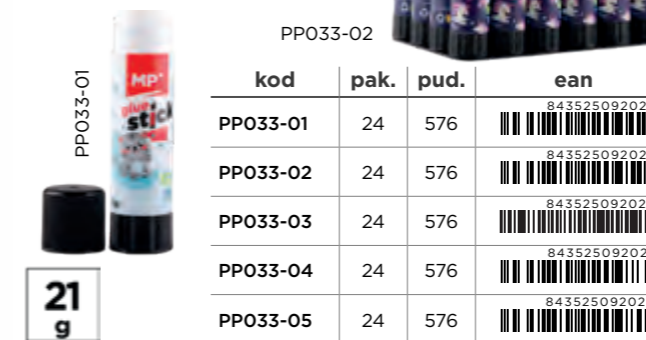 PP033-02
PP033-01
MP
glue
stick
21
g
kod pak. pud. ean
PP033-01 24 576 84352509202
PP033-02 24 576 84352509202
PP033-03 24 576 84352509202
PP033-04 24 576 84352509202
PP033-05 24 576 84352509202